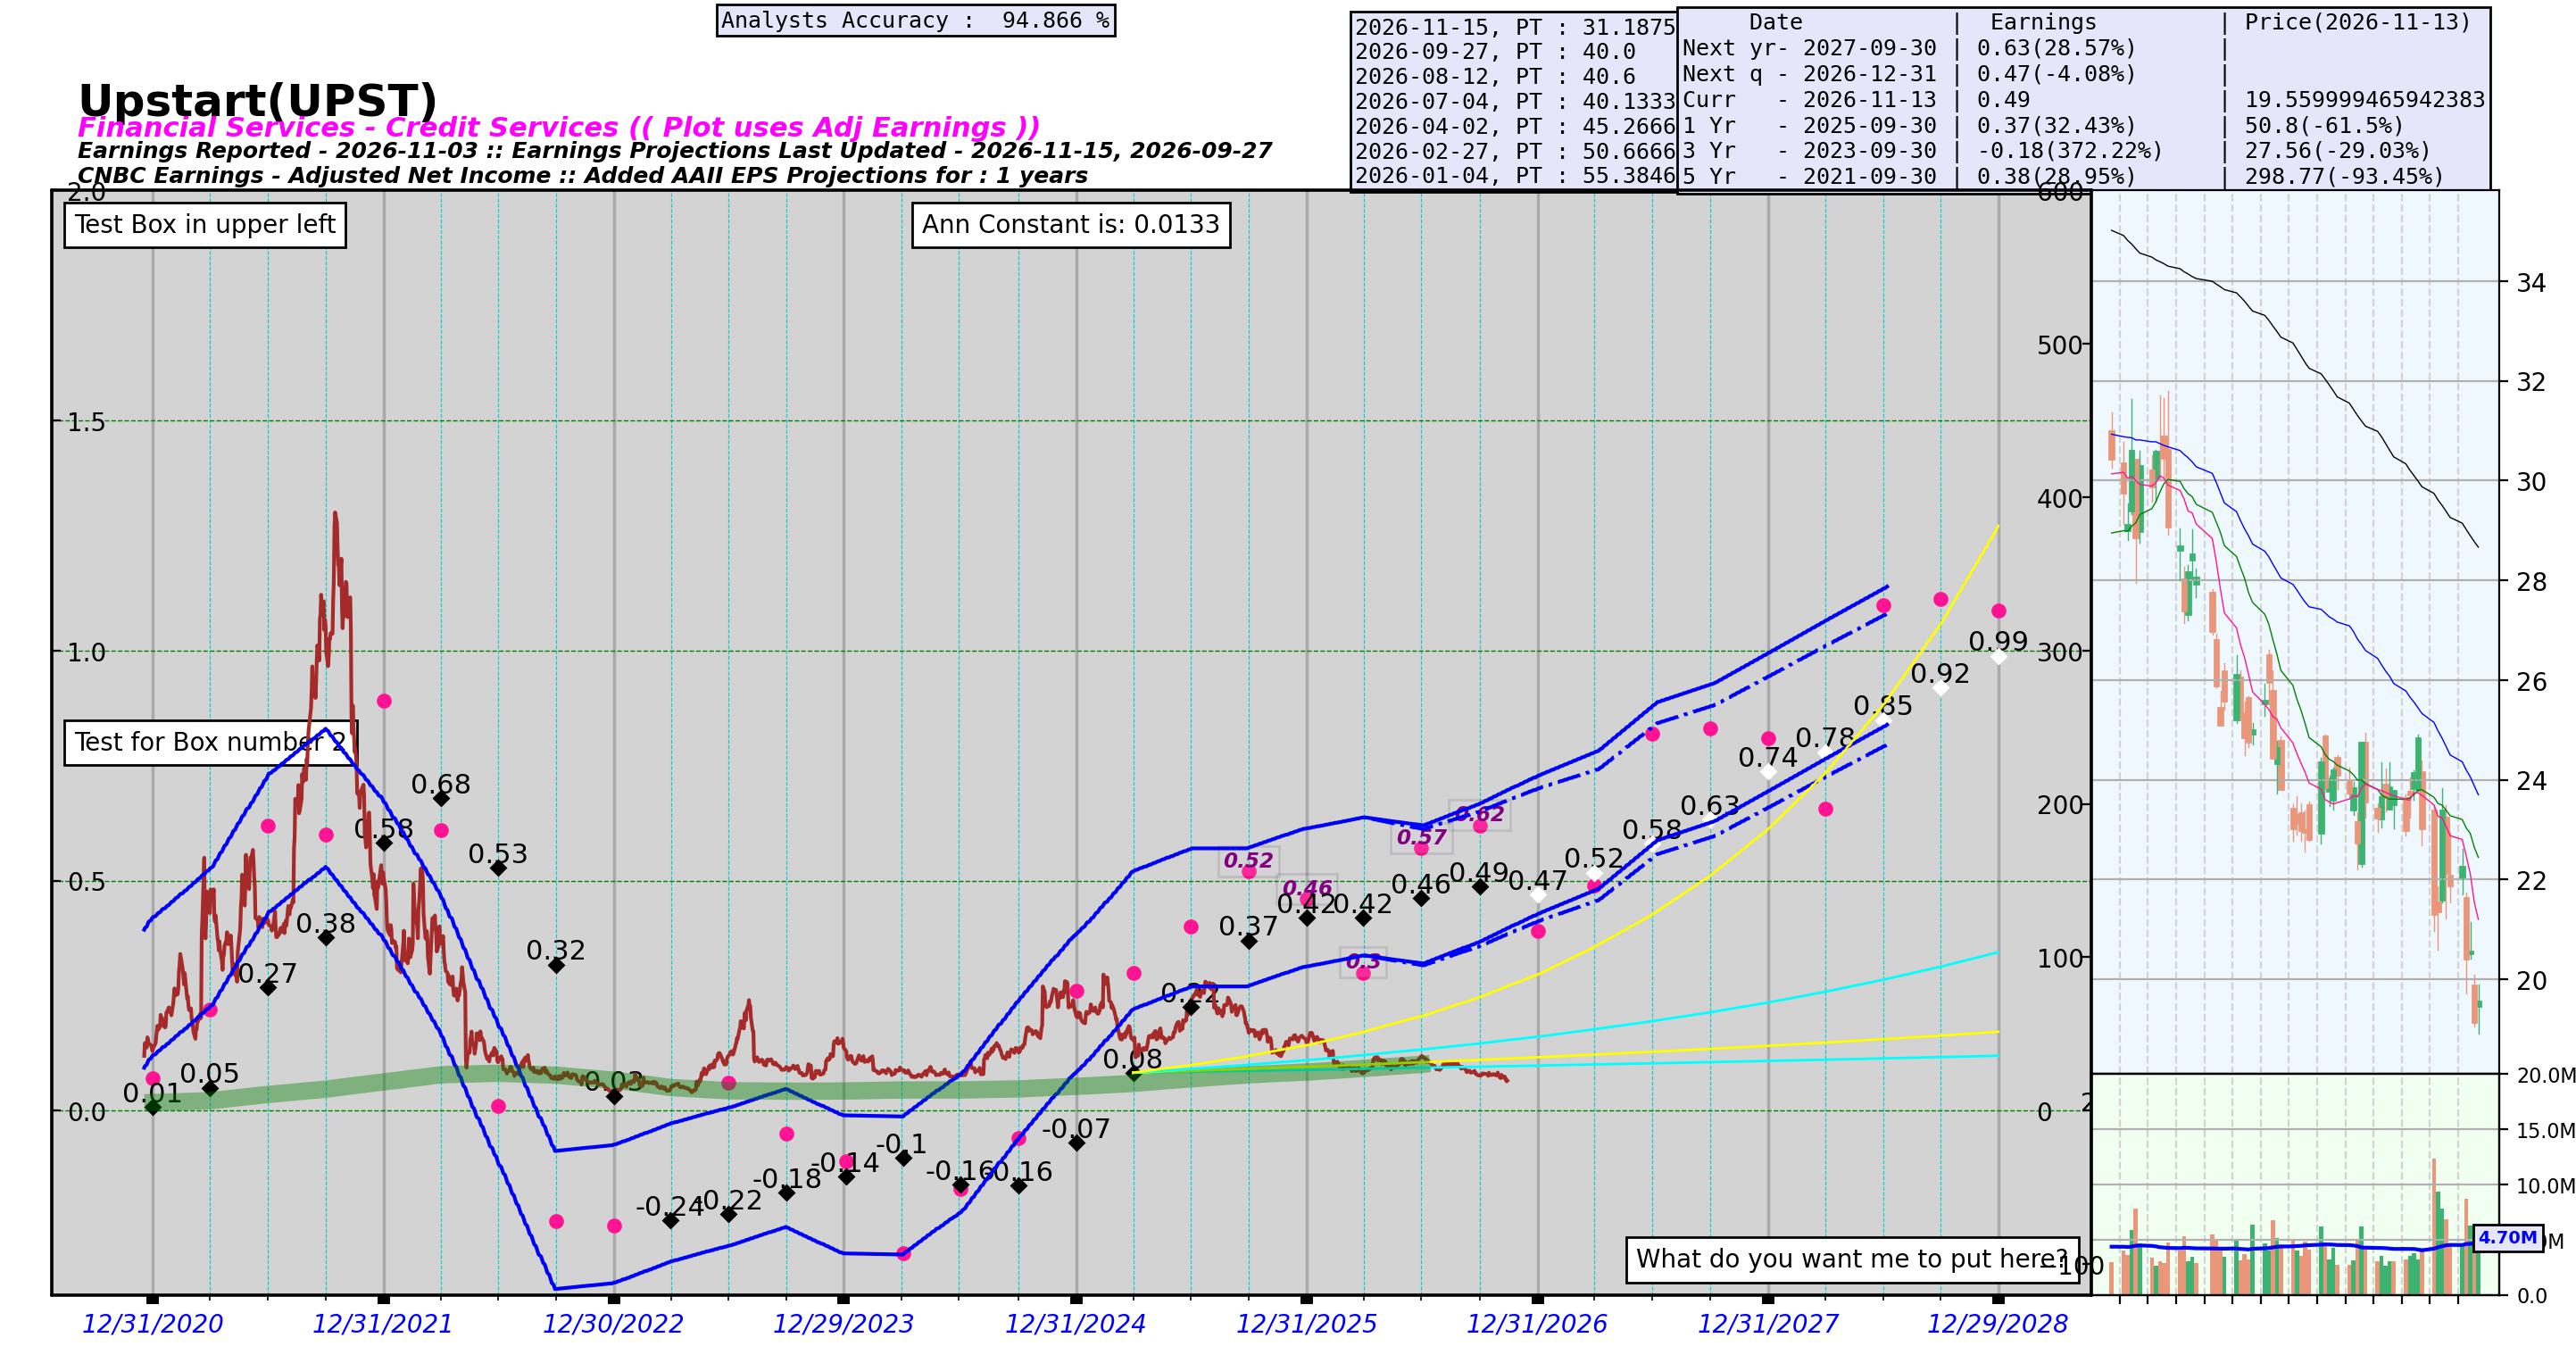 Analysts Accuracy :  94.866 %
2026-11-15, PT : 31.1875
2026-09-27, PT : 40.0
2026-08-12, PT : 40.6
2026-07-04, PT : 40.1333
2026-04-02, PT : 45.2666
2026-02-27, PT : 50.6666
2026-01-04, PT : 55.3846
Date | Earnings | Price(2026-11-13)
Next yr- 2027-09-30 | 0.63(28.57%) |
Next q - 2026-12-31 | 0.47(-4.08%) |
Curr - 2026-11-13 | 0.49 | 19.559999465942383
1 Yr - 2025-09-30 | 0.37(32.43%) | 50.8(-61.5%)
3 Yr - 2023-09-30 | -0.18(372.22%) | 27.56(-29.03%)
5 Yr - 2021-09-30 | 0.38(28.95%) | 298.77(-93.45%)
Upstart(UPST)
Financial Services - Credit Services (( Plot uses Adj Earnings ))
Earnings Reported - 2026-11-03 :: Earnings Projections Last Updated - 2026-11-15, 2026-09-27
CNBC Earnings - Adjusted Net Income :: Added AAII EPS Projections for : 1 years
Test Box in upper left
Ann Constant is: 0.0133
Test for Box number 2
What do you want me to put here?
2.0
1.5
1.0
0.5
0.0
600
500
400
300
200
100
0
−100
34
32
30
28
26
24
22
20
20.0M
15.0M
10.0M
4.70M
0.0
0.01
0.05
0.27
0.38
0.58
0.68
0.53
0.32
0.03
-0.24
-0.22
-0.18
-0.14
-0.1
-0.16
-0.16
-0.07
0.08
0.22
0.37
0.42
0.42
0.46
0.49
0.47
0.52
0.58
0.63
0.74
0.78
0.85
0.92
0.99
0.52
0.46
0.3
0.57
0.62
12/31/2020
12/31/2021
12/30/2022
12/29/2023
12/31/2024
12/31/2025
12/31/2026
12/31/2027
12/29/2028